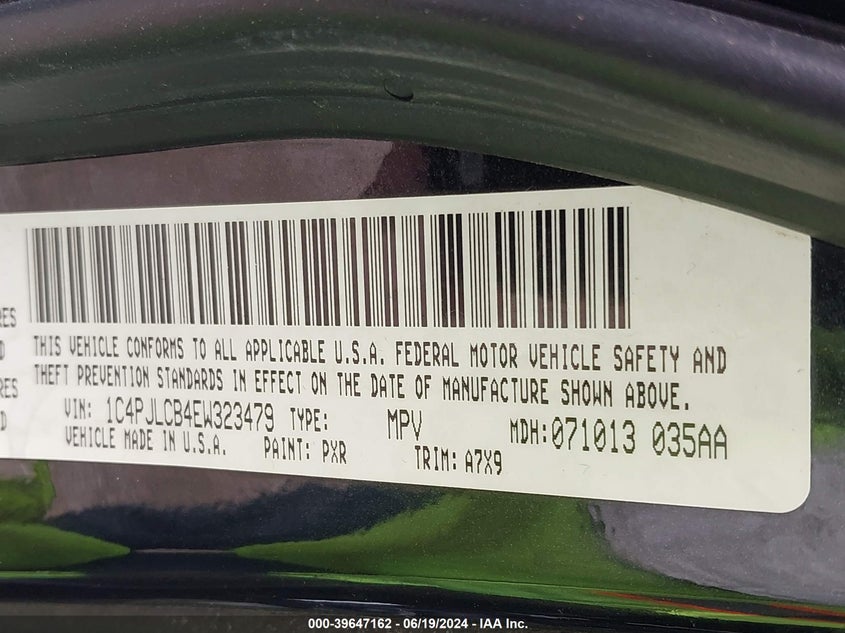 RES
D
RES
D
THIS VEHICLE CONFORMS TO ALL APPLICABLE U.S.A. FEDERAL MOTOR VEHICLE SAFETY AND
THEFT PREVENTION STANDARDS IN EFFECT ON THE DATE OF MANUFACTURE SHOWN ABOVE.
VIN: 1C4PJLCB4EW323479 TYPE: MPV MDH:071013 035AA
VEHICLE MADE IN U.S.A. PAINT: PXR TRIM: A7X9
000-39647162 - 06/19/2024 - IAA Inc.